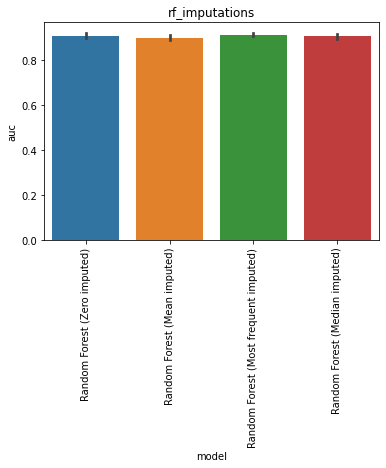 rf_imputations
auc
0.8
0.6
0.4
0.2
0.0
Random Forest (Zero imputed)
Random Forest (Mean imputed)
Random Forest (Most frequent imputed)
Random Forest (Median imputed)
model